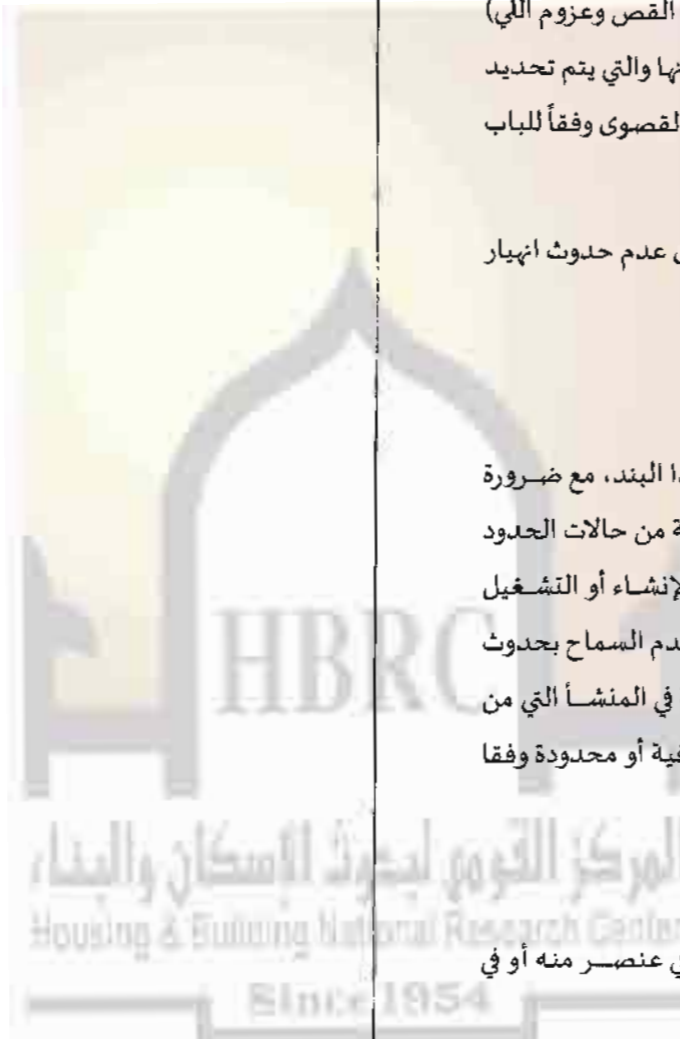 القص وعزوم اللي)
تها والتي يتم تحديد
لقصوى وفقاً للباب
عدم حدوث انهيار
ا البند، مع ضرورة
ة من حالات الحدود
لإنشاء أو التشغيل
دم السماح بحدوث
في المنشأ التي من
فية أو محدودة وفقا
HBRC
المركز القومي لبحوث الإسكان والبناء
Housing & Building National Research Center
ي عنصر منه أو في
Since 1954